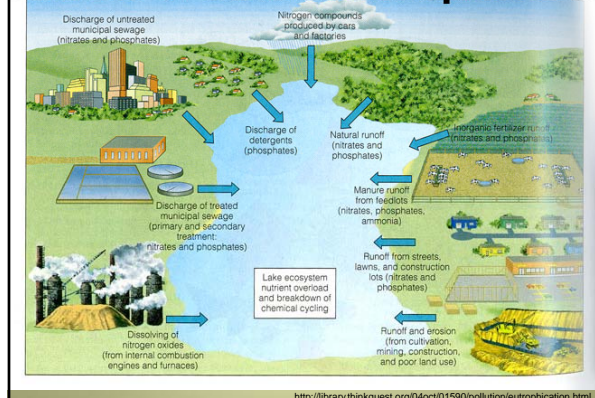 Discharge of untreated
municipal sewage
(nitrates and phosphates)
Nitrogen compounds
produced by cars
and factories
Discharge of
detergents
(phosphates)
Natural runoff
(nitrates and
phosphates)
Inorganic fertilizer runoff
(nitrates and phosphates)
Manure runoff
from feedlots
(nitrates, phosphates,
ammonia)
Discharge of treated
municipal sewage
(primary and secondary
treatment:
nitrates and phosphates)
Runoff from streets,
lawns, and construction
lots (nitrates and
phosphates)
Lake ecosystem
nutrient overload
and breakdown of
chemical cycling
Dissolving of
nitrogen oxides
(from internal combustion
engines and furnaces)
Runoff and erosion
(from cultivation,
mining, construction,
and poor land use)
http://library.thinkquest.org/04oct/01590/pollution/eutrophication.html